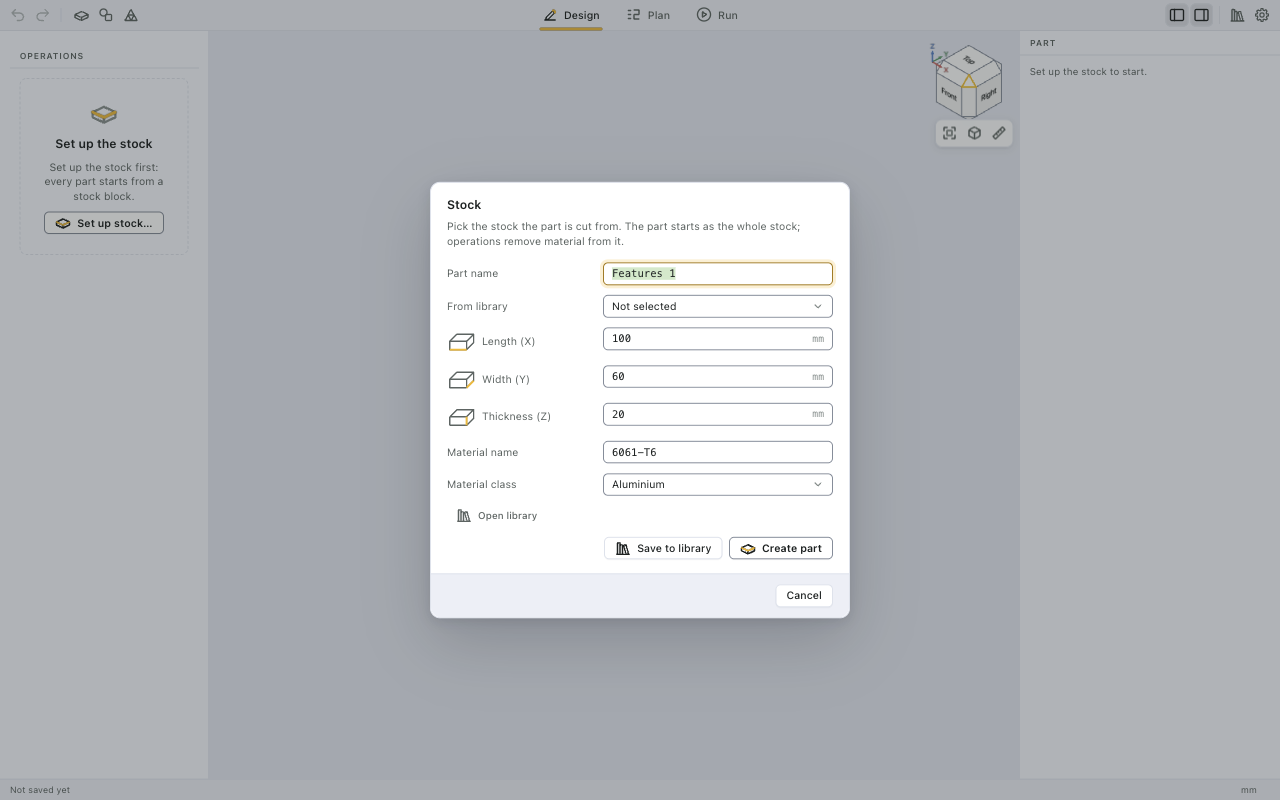 Design
Plan
Run
OPERATIONS
Set up the stock
Set up the stock first:
every part starts from a
stock block.
Set up stock...
Z
Y
X
Top
Front
Right
PART
Set up the stock to start.
Stock
Pick the stock the part is cut from. The part starts as the whole stock;
operations remove material from it.
Part name
Features 1
From library
Not selected
Length (X)
100
mm
Width (Y)
60
mm
Thickness (Z)
20
mm
Material name
6061-T6
Material class
Aluminium
Open library
Save to library
Create part
Cancel
Not saved yet
mm